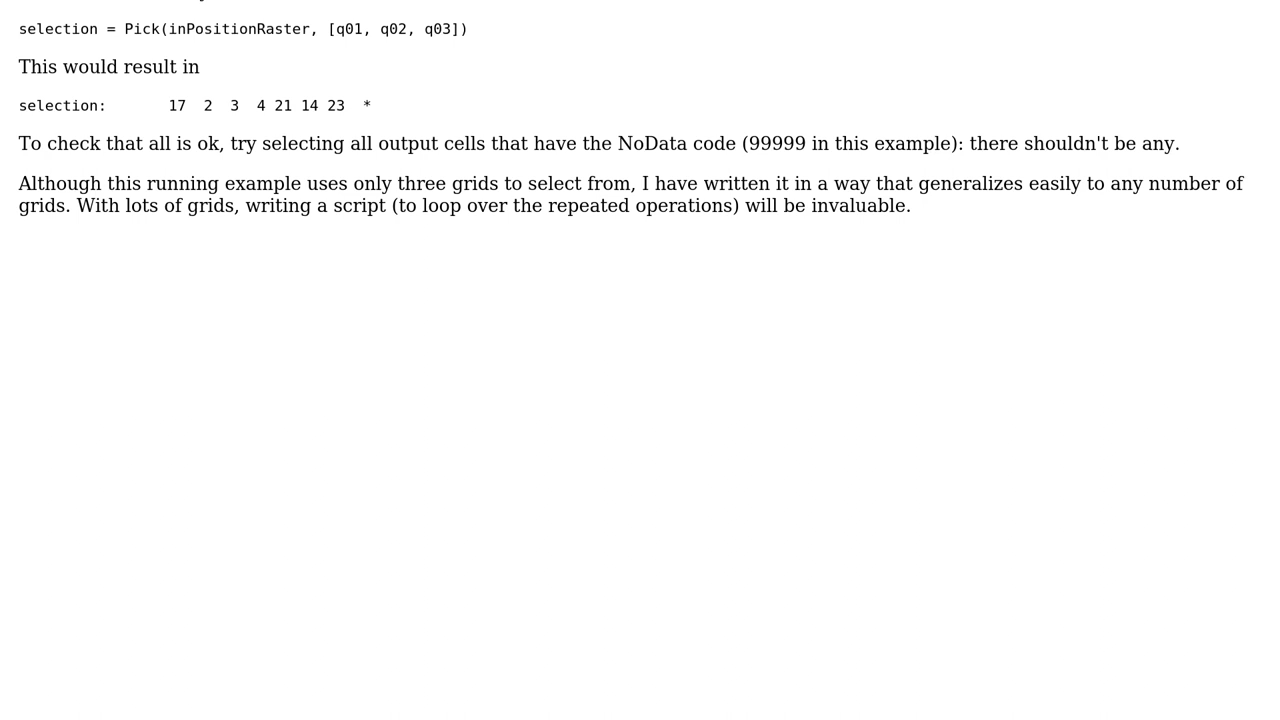 selection = Pick(inPositionRaster, [q01, q02, q03])
This would result in
selection:       17  2  3  4 21 14 23  *
To check that all is ok, try selecting all output cells that have the NoData code (99999 in this example): there shouldn't be any.
Although this running example uses only three grids to select from, I have written it in a way that generalizes easily to any number of
grids. With lots of grids, writing a script (to loop over the repeated operations) will be invaluable.